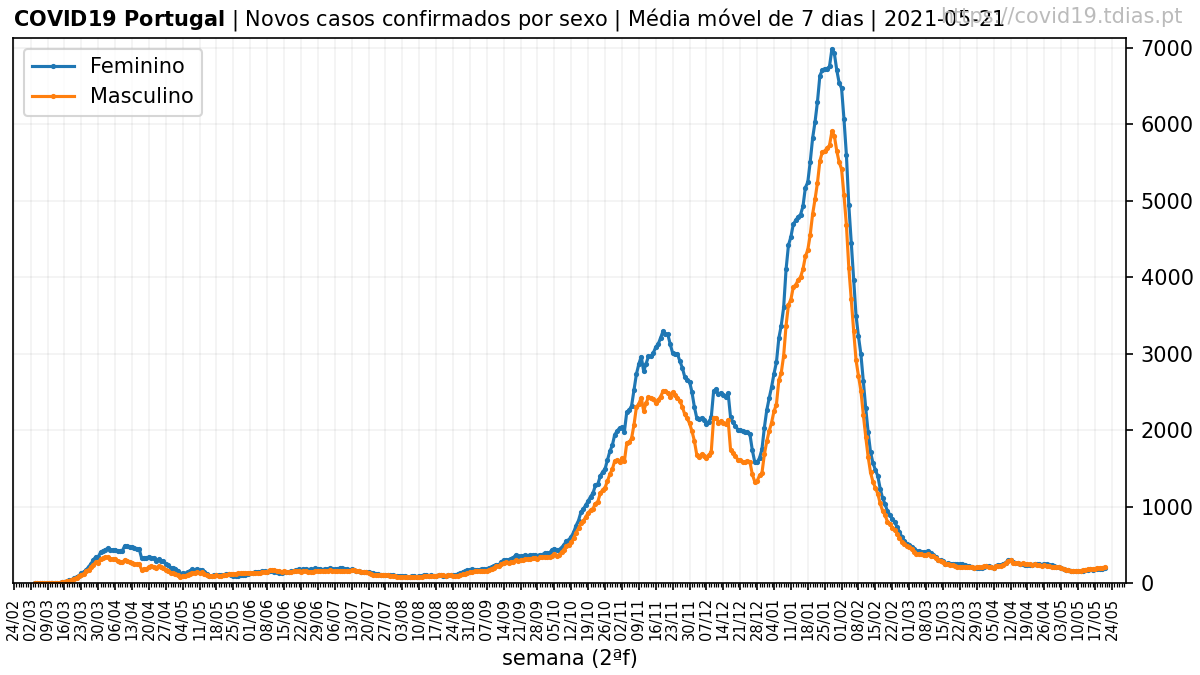 COVID19 Portugal | Novos casos confirmados por sexo | Média móvel de 7 dias | 2021-05-21
https://covid19.tdias.pt
Feminino
Masculino
7000
6000
5000
4000
3000
2000
1000
0
24/02 02/03 09/03 16/03 23/03 30/03 06/04 13/04 20/04 27/04 04/05 11/05 18/05 25/05 01/06 08/06 15/06 22/06 29/06 06/07 13/07 20/07 27/07 03/08 10/08 17/08 24/08 31/08 07/09 14/09 21/09 28/09 05/10 12/10 19/10 26/10 02/11 09/11 16/11 23/11 30/11 07/12 14/12 21/12 28/12 04/01 11/01 18/01 25/01 01/02 08/02 15/02 22/02 01/03 08/03 15/03 22/03 29/03 05/04 12/04 19/04 26/04 03/05 10/05 17/05 24/05
semana (2ªf)